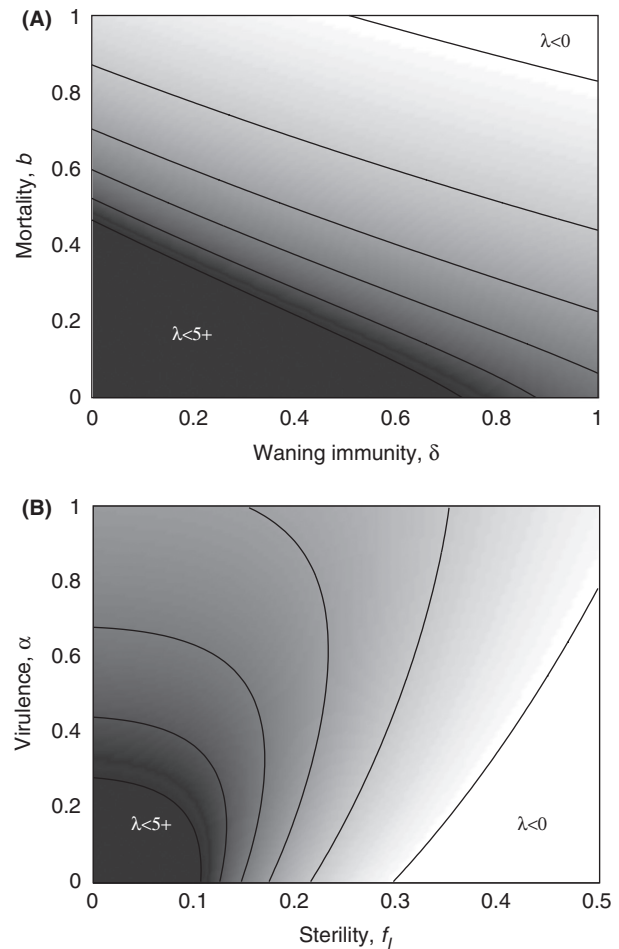 (A)
1
0.8
0.6
0.4
0.2
0
Mortality, b
λ<0
λ<5+
0 0.2 0.4 0.6 0.8 1
Waning immunity, δ
(B)
1
0.8
0.6
0.4
0.2
0
Virulence, α
λ<5+
λ<0
0 0.1 0.2 0.3 0.4 0.5
Sterility, f_I